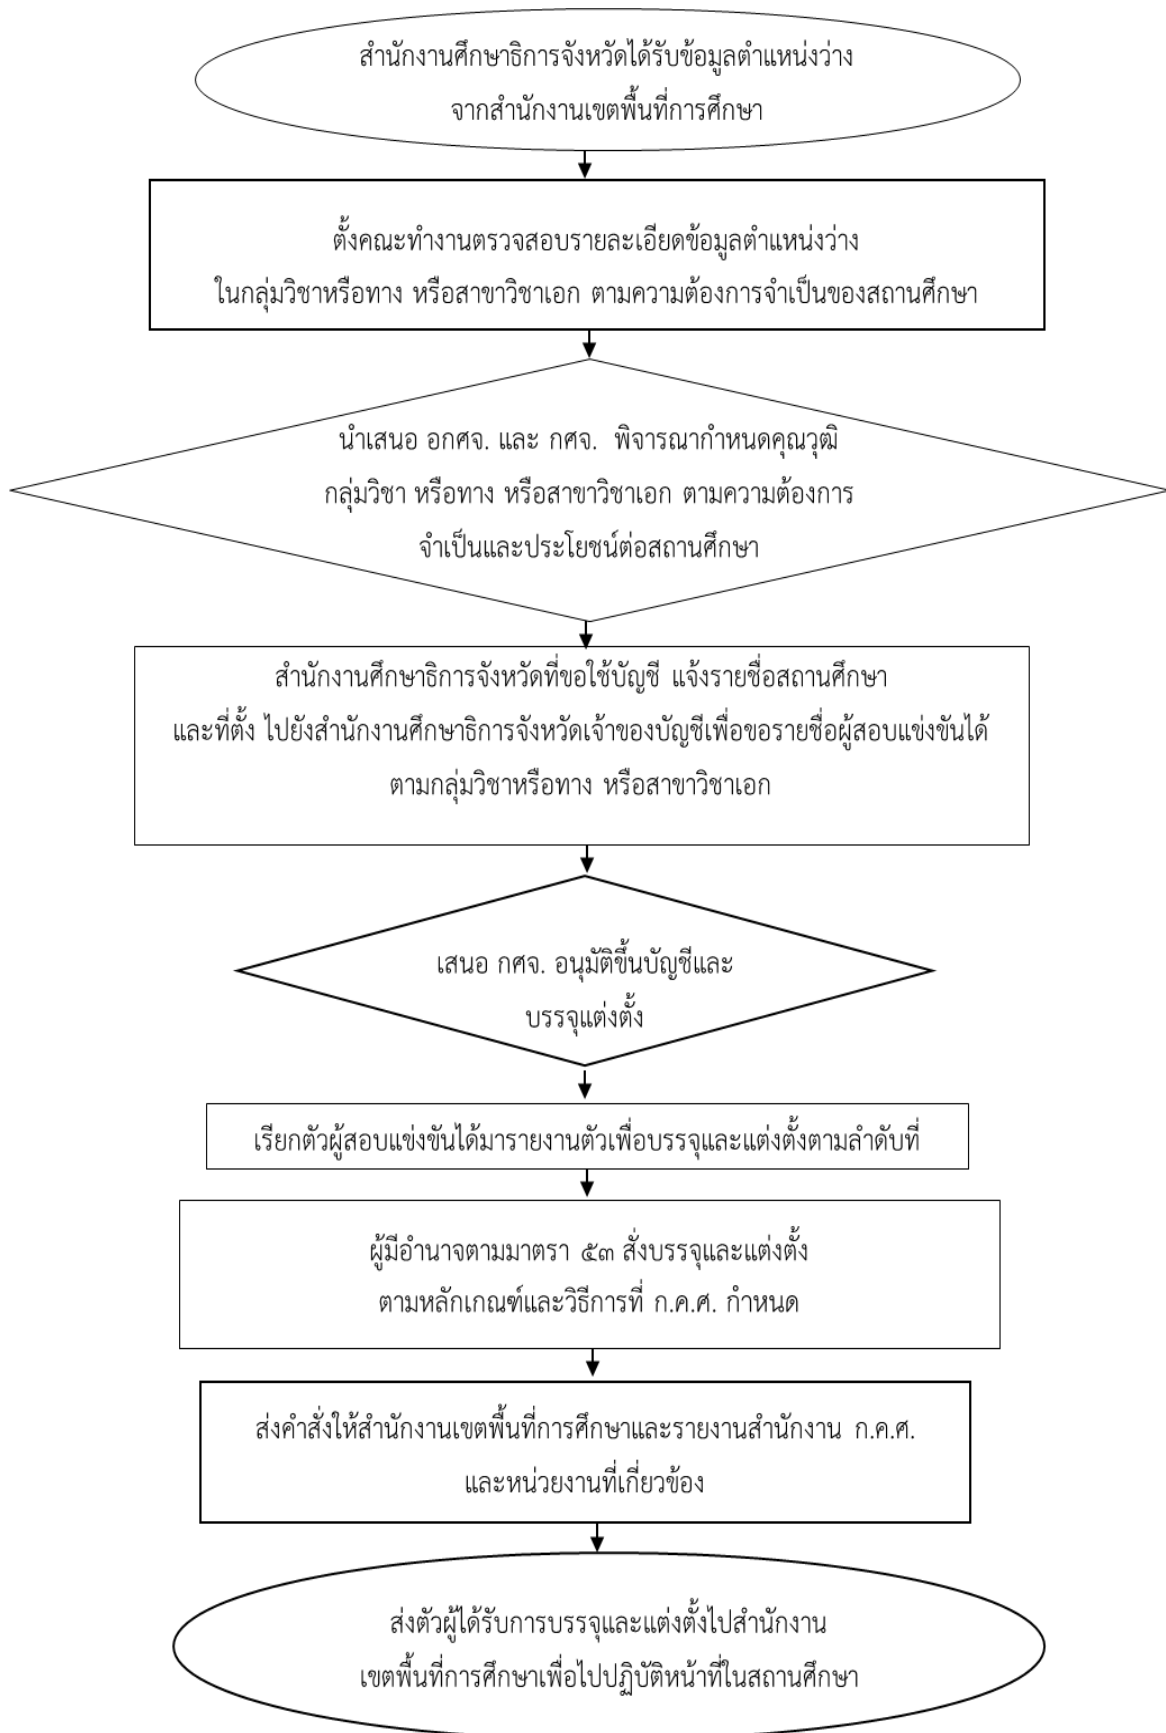 สำนักงานศึกษาธิการจังหวัดได้รับข้อมูลตำแหน่งว่าง
จากสำนักงานเขตพื้นที่การศึกษา
ตั้งคณะทำงานตรวจสอบรายละเอียดข้อมูลตำแหน่งว่าง
ในกลุ่มวิชาหรือทาง หรือสาขาวิชาเอก ตามความต้องการจำเป็นของสถานศึกษา
นำเสนอ อกศจ. และ กศจ. พิจารณากำหนดคุณวุฒิ
กลุ่มวิชา หรือทาง หรือสาขาวิชาเอก ตามความต้องการ
จำเป็นและประโยชน์ต่อสถานศึกษา
สำนักงานศึกษาธิการจังหวัดที่ขอใช้บัญชี แจ้งรายชื่อสถานศึกษา
และที่ตั้ง ไปยังสำนักงานศึกษาธิการจังหวัดเจ้าของบัญชีเพื่อขอรายชื่อผู้สอบแข่งขันได้
ตามกลุ่มวิชาหรือทาง หรือสาขาวิชาเอก
เสนอ กศจ. อนุมัติขึ้นบัญชีและ
บรรจุแต่งตั้ง
เรียกตัวผู้สอบแข่งขันได้มารายงานตัวเพื่อบรรจุและแต่งตั้งตามลำดับที่
ผู้มีอำนาจตามมาตรา ๕๓ สั่งบรรจุและแต่งตั้ง
ตามหลักเกณฑ์และวิธีการที่ ก.ค.ศ. กำหนด
ส่งคำสั่งให้สำนักงานเขตพื้นที่การศึกษาและรายงานสำนักงาน ก.ค.ศ.
และหน่วยงานที่เกี่ยวข้อง
ส่งตัวผู้ได้รับการบรรจุและแต่งตั้งไปสำนักงาน
เขตพื้นที่การศึกษาเพื่อไปปฏิบัติหน้าที่ในสถานศึกษา